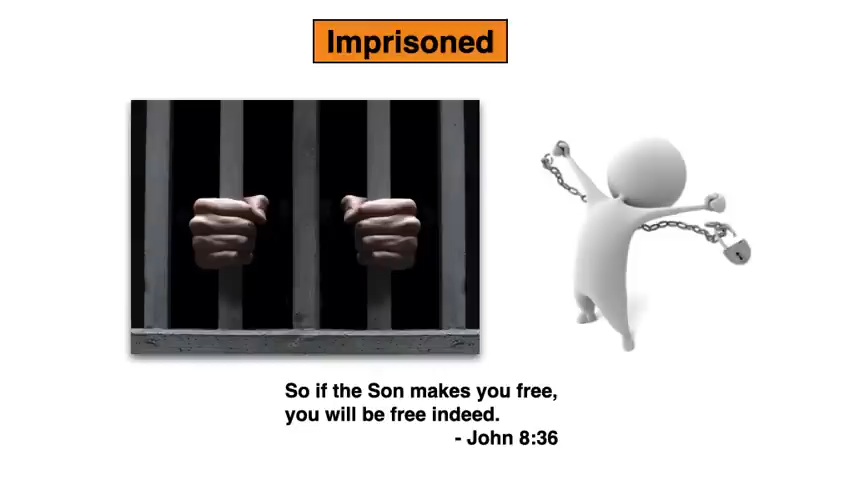 Imprisoned
So if the Son makes you free,
you will be free indeed.
- John 8:36